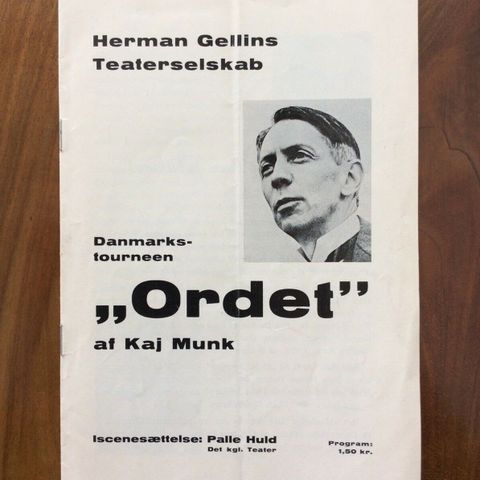 Herman Gellins
Teaterselskab
Danmarks-
tourneen
„Ordet”
af Kaj Munk
Iscenesættelse: Palle Huld
Det kgl. Teater
Program:
1,50 kr.